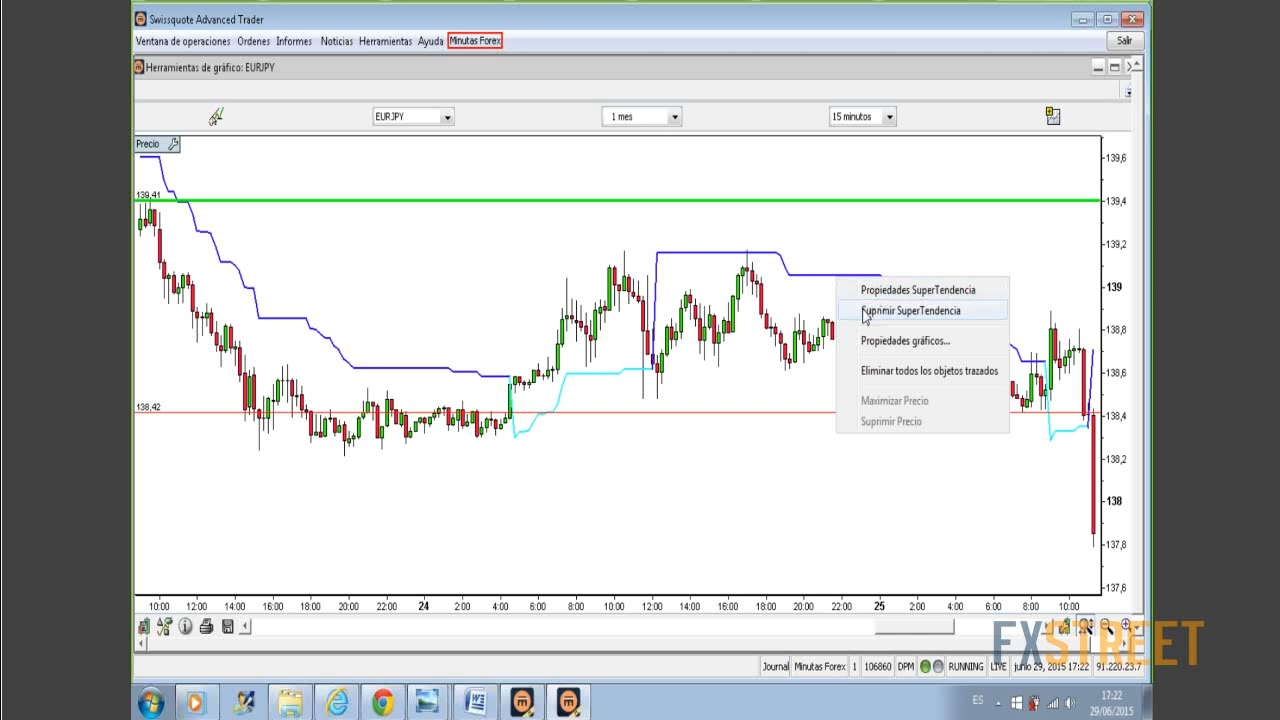 Swissquote Advanced Trader
Ventana de operaciones Ordenes Informes Noticias Herramientas Ayuda Minutas Forex Salir
Herramientas de gráfico: EURJPY
EURJPY 1 mes 15 minutos
Precio
139,6
139,41
139,4
139,2
139
138,8
138,6
138,42
138,4
138,2
138
137,8
137,6
Propiedades SuperTendencia
Suprimir SuperTendencia
Propiedades gráficos...
Eliminar todos los objetos trazados
Maximizar Precio
Suprimir Precio
10:00 12:00 14:00 16:00 18:00 20:00 22:00 24 2:00 4:00 6:00 8:00 10:00 12:00 14:00 16:00 18:00 20:00 22:00 25 2:00 4:00 6:00 8:00 10:00
FXSTREET
Journal Minutas Forex 1 106860 DPM RUNNING LIVE junio 29, 2015 17:22 91.220.23.7
ES 17:22
29/06/2015